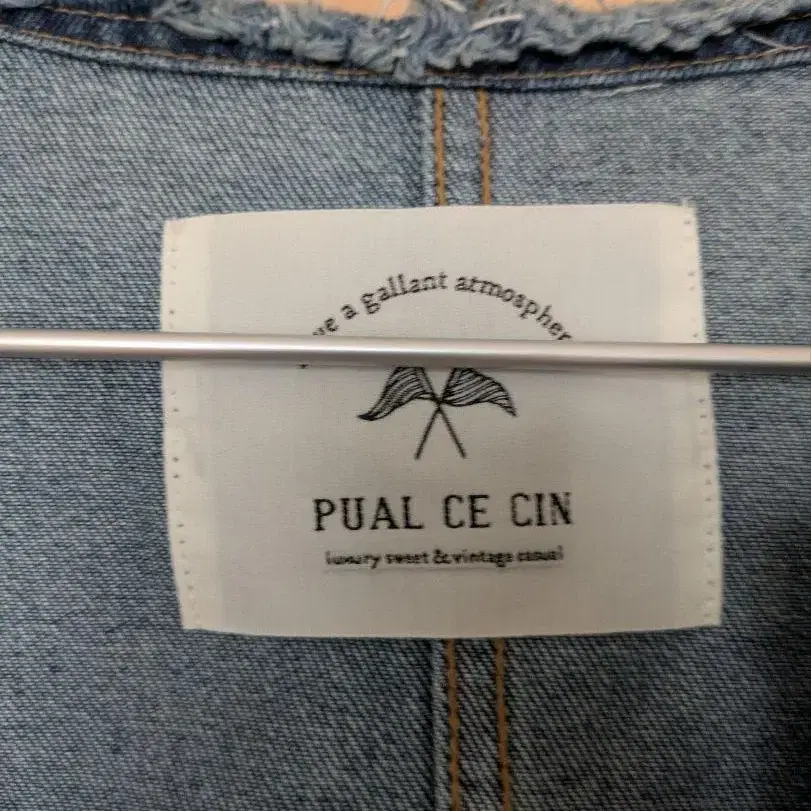 a gallant atmospher
PUAL CE CIN
luxury sweet & vintage casual